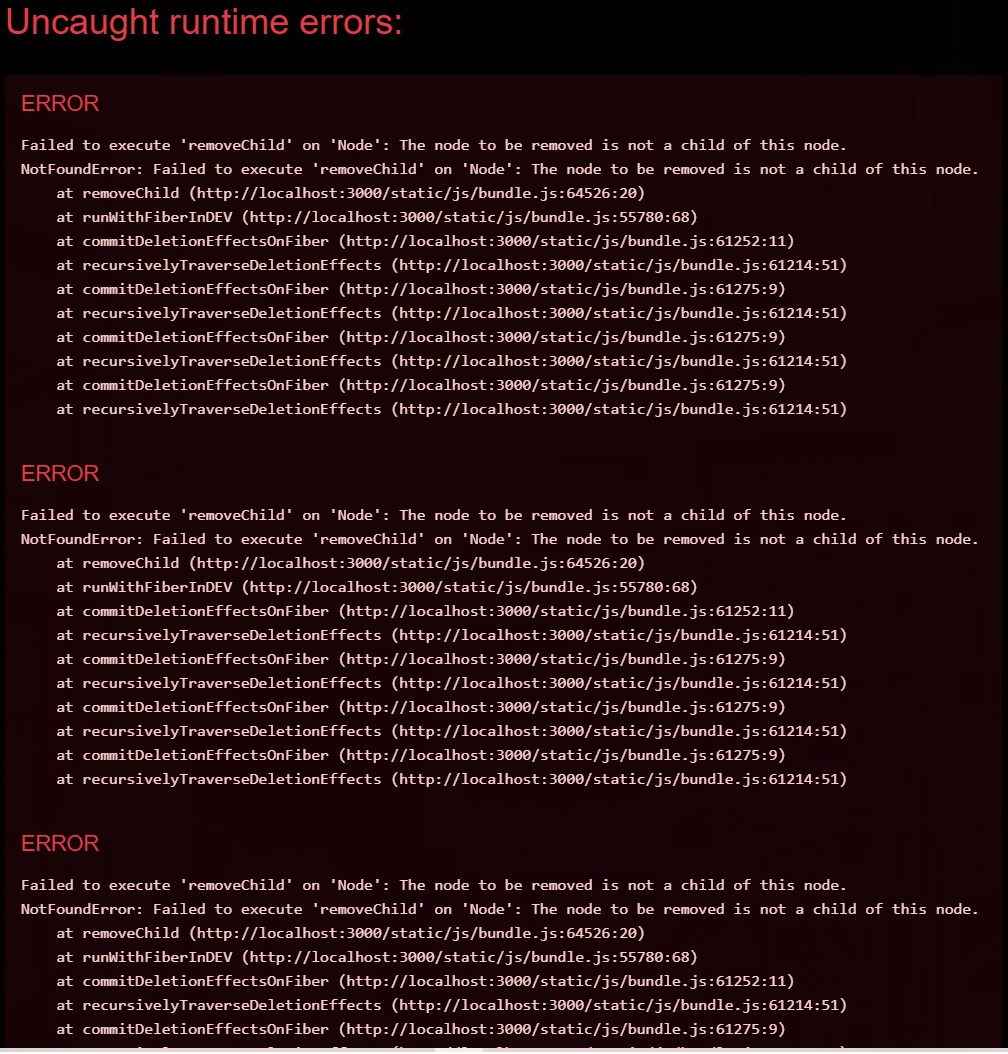 Uncaught runtime errors:
ERROR
Failed to execute 'removeChild' on 'Node': The node to be removed is not a child of this node.
NotFoundError: Failed to execute 'removeChild' on 'Node': The node to be removed is not a child of this node.
at removeChild (http://localhost:3000/static/js/bundle.js:64526:20)
at runWithFiberInDEV (http://localhost:3000/static/js/bundle.js:55780:68)
at commitDeletionEffectsOnFiber (http://localhost:3000/static/js/bundle.js:61252:11)
at recursivelyTraverseDeletionEffects (http://localhost:3000/static/js/bundle.js:61214:51)
at commitDeletionEffectsOnFiber (http://localhost:3000/static/js/bundle.js:61275:9)
at recursivelyTraverseDeletionEffects (http://localhost:3000/static/js/bundle.js:61214:51)
at commitDeletionEffectsOnFiber (http://localhost:3000/static/js/bundle.js:61275:9)
at recursivelyTraverseDeletionEffects (http://localhost:3000/static/js/bundle.js:61214:51)
at commitDeletionEffectsOnFiber (http://localhost:3000/static/js/bundle.js:61275:9)
at recursivelyTraverseDeletionEffects (http://localhost:3000/static/js/bundle.js:61214:51)
ERROR
Failed to execute 'removeChild' on 'Node': The node to be removed is not a child of this node.
NotFoundError: Failed to execute 'removeChild' on 'Node': The node to be removed is not a child of this node.
at removeChild (http://localhost:3000/static/js/bundle.js:64526:20)
at runWithFiberInDEV (http://localhost:3000/static/js/bundle.js:55780:68)
at commitDeletionEffectsOnFiber (http://localhost:3000/static/js/bundle.js:61252:11)
at recursivelyTraverseDeletionEffects (http://localhost:3000/static/js/bundle.js:61214:51)
at commitDeletionEffectsOnFiber (http://localhost:3000/static/js/bundle.js:61275:9)
at recursivelyTraverseDeletionEffects (http://localhost:3000/static/js/bundle.js:61214:51)
at commitDeletionEffectsOnFiber (http://localhost:3000/static/js/bundle.js:61275:9)
at recursivelyTraverseDeletionEffects (http://localhost:3000/static/js/bundle.js:61214:51)
at commitDeletionEffectsOnFiber (http://localhost:3000/static/js/bundle.js:61275:9)
at recursivelyTraverseDeletionEffects (http://localhost:3000/static/js/bundle.js:61214:51)
ERROR
Failed to execute 'removeChild' on 'Node': The node to be removed is not a child of this node.
NotFoundError: Failed to execute 'removeChild' on 'Node': The node to be removed is not a child of this node.
at removeChild (http://localhost:3000/static/js/bundle.js:64526:20)
at runWithFiberInDEV (http://localhost:3000/static/js/bundle.js:55780:68)
at commitDeletionEffectsOnFiber (http://localhost:3000/static/js/bundle.js:61252:11)
at recursivelyTraverseDeletionEffects (http://localhost:3000/static/js/bundle.js:61214:51)
at commitDeletionEffectsOnFiber (http://localhost:3000/static/js/bundle.js:61275:9)